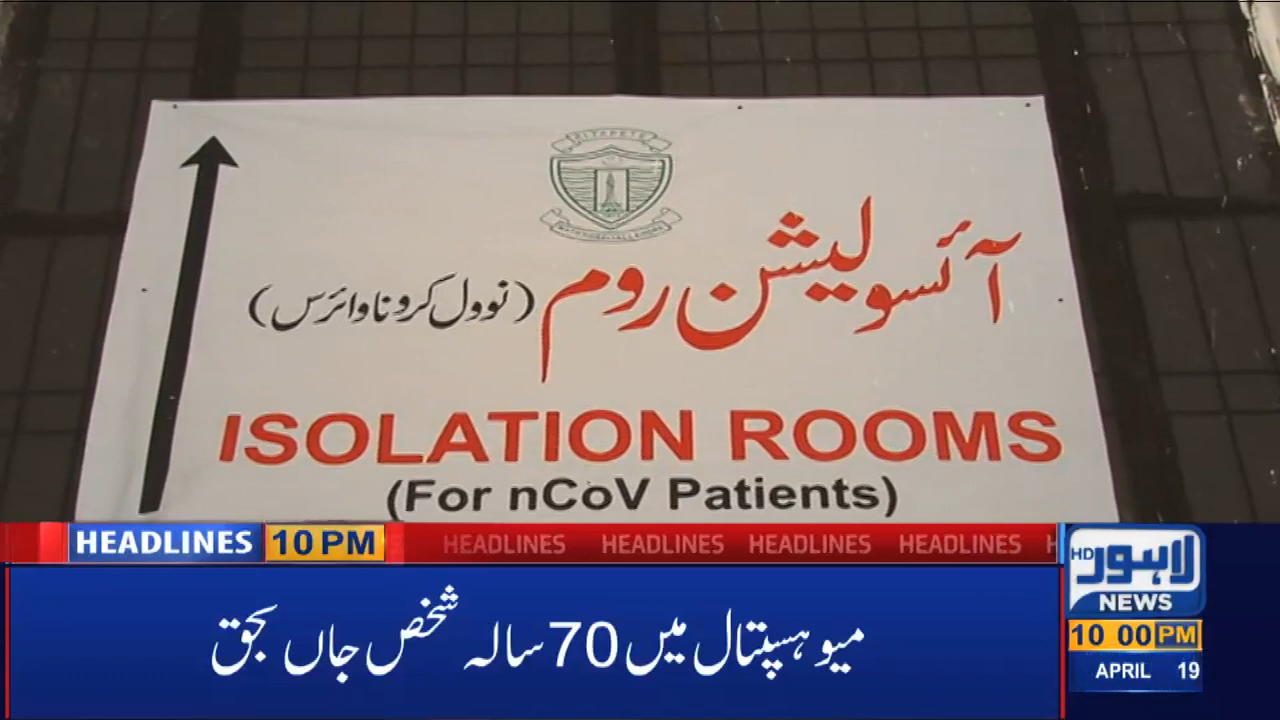 آئسولیشن روم (نوول کرونا وائرس)
ISOLATION ROOMS
(For nCoV Patients)
HEADLINES 10 PM HEADLINES HEADLINES HEADLINES HEADLINES
HD لاہور
NEWS
میو ہسپتال میں 70 سالہ شخص جاں بحق
10 00 PM
APRIL 19